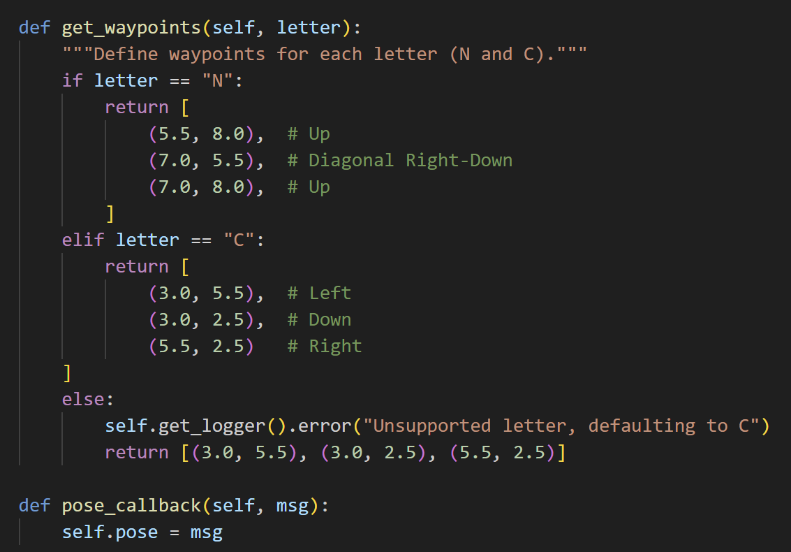 def get_waypoints(self, letter):
    """Define waypoints for each letter (N and C)."""
    if letter == "N":
        return [
            (5.5, 8.0),  # Up
            (7.0, 5.5),  # Diagonal Right-Down
            (7.0, 8.0),  # Up
        ]
    elif letter == "C":
        return [
            (3.0, 5.5),  # Left
            (3.0, 2.5),  # Down
            (5.5, 2.5)   # Right
    ]
    else:
        self.get_logger().error("Unsupported letter, defaulting to C")
        return [(3.0, 5.5), (3.0, 2.5), (5.5, 2.5)]

def pose_callback(self, msg):
    self.pose = msg